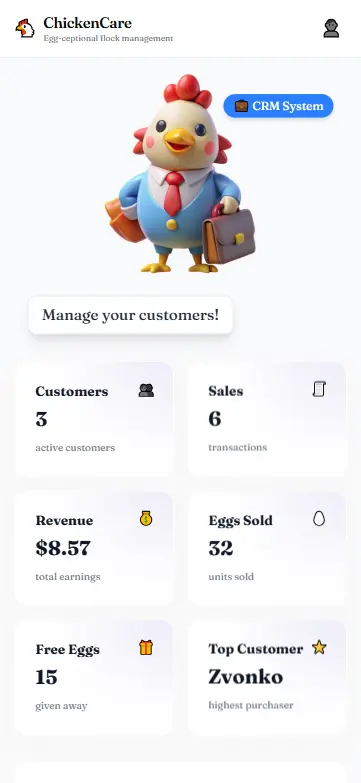 ChickenCare
Egg-ceptional flock management
CRM System
Manage your customers!
Customers
3
active customers
Sales
6
transactions
Revenue
$8.57
total earnings
Eggs Sold
32
units sold
Free Eggs
15
given away
Top Customer
Zvonko
highest purchaser